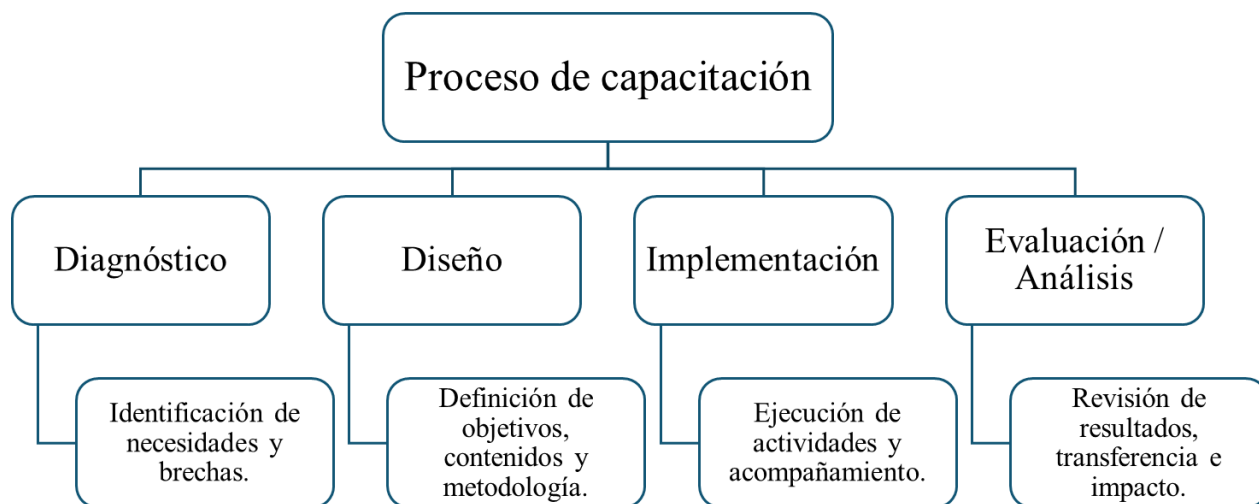 Proceso de capacitación
Diagnóstico
Diseño
Implementación
Evaluación /
Análisis
Identificación de
necesidades y
brechas.
Definición de
objetivos,
contenidos y
metodología.
Ejecución de
actividades y
acompañamiento.
Revisión de
resultados,
transferencia e
impacto.